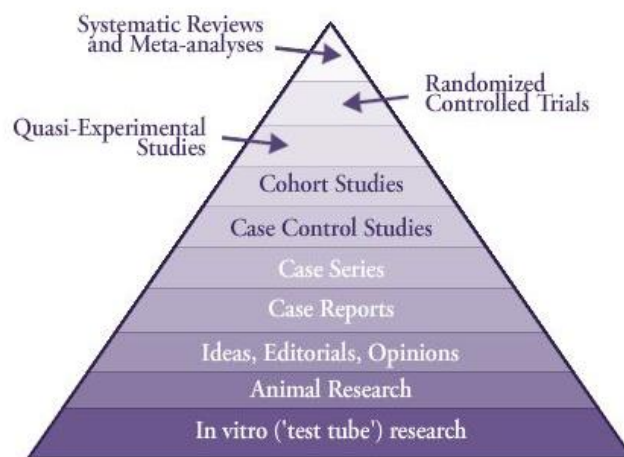 Systematic Reviews
and Meta-analyses
Randomized
Controlled Trials
Quasi-Experimental
Studies
Cohort Studies
Case Control Studies
Case Series
Case Reports
Ideas, Editorials, Opinions
Animal Research
In vitro ('test tube') research